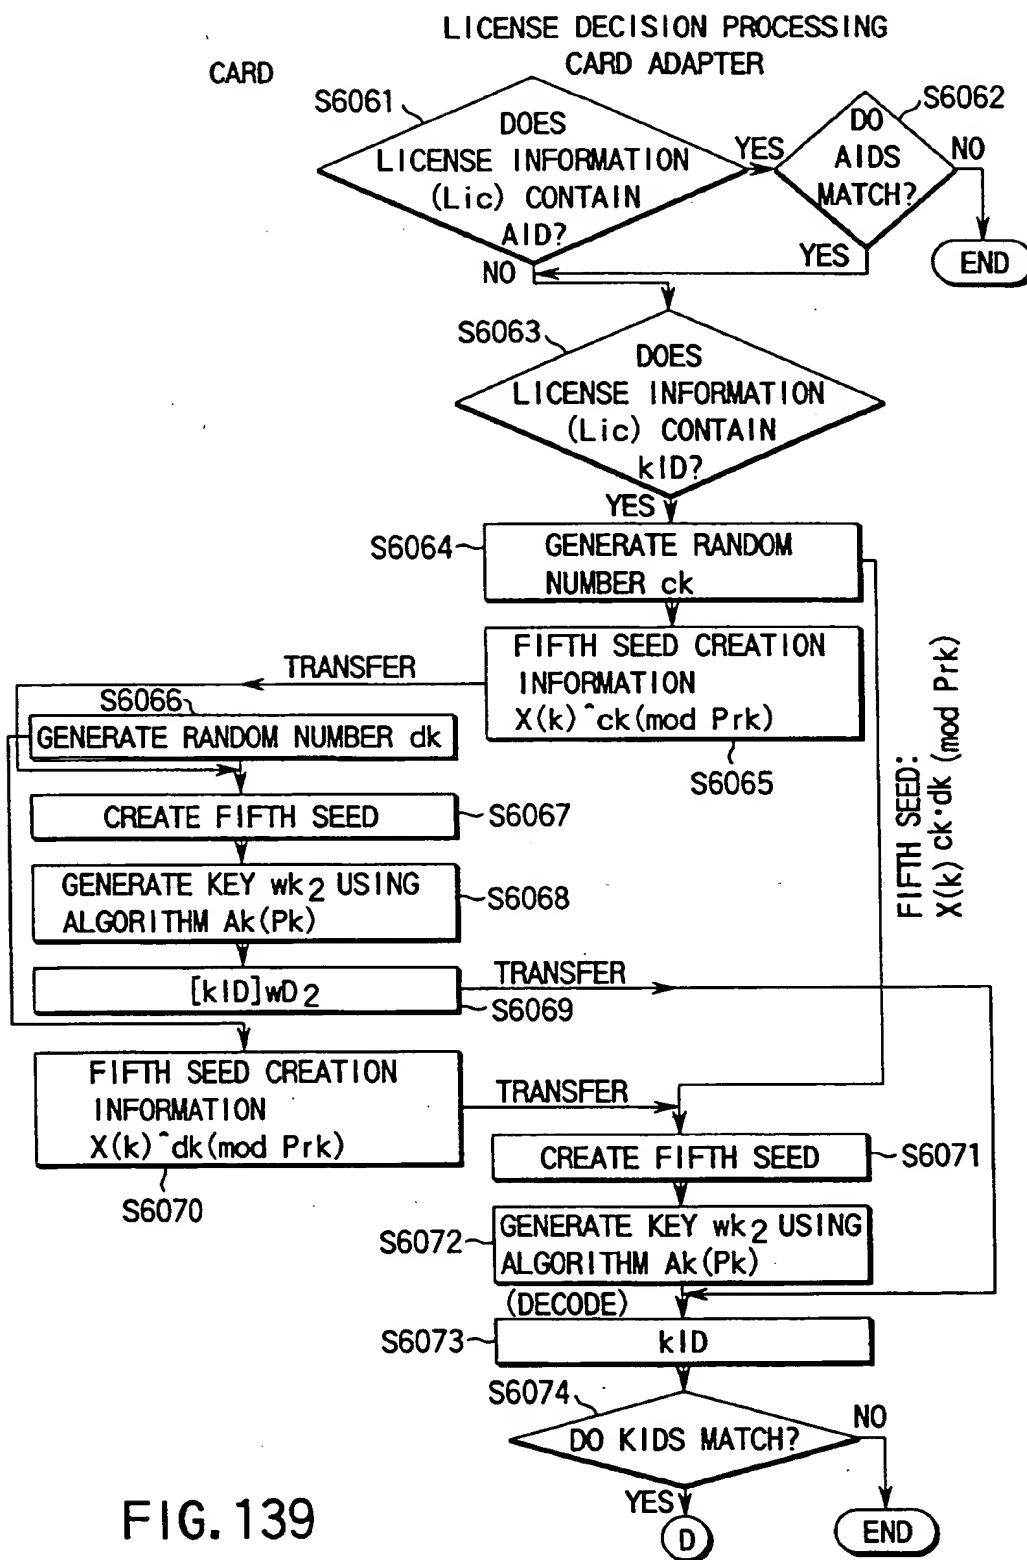 LICENSE DECISION PROCESSING
CARD ADAPTER
CARD
S6061
DOES
LICENSE INFORMATION
(Lic) CONTAIN
AID?
YES
NO
S6062
DO
AIDS
MATCH?
NO
YES
END
S6063
DOES
LICENSE INFORMATION
(Lic) CONTAIN
kID?
YES
S6064
GENERATE RANDOM
NUMBER ck
FIFTH SEED CREATION
INFORMATION
X(k)^ck(mod Prk)
S6065
TRANSFER
S6066
GENERATE RANDOM NUMBER dk
CREATE FIFTH SEED
S6067
GENERATE KEY wk2 USING
ALGORITHM Ak(Pk)
S6068
[kID]wD2
S6069
TRANSFER
FIFTH SEED:
X(k) ck·dk (mod Prk)
FIFTH SEED CREATION
INFORMATION
X(k)^dk(mod Prk)
S6070
TRANSFER
CREATE FIFTH SEED
S6071
S6072
GENERATE KEY wk2 USING
ALGORITHM Ak(Pk)
(DECODE)
S6073
kID
S6074
DO KIDS MATCH?
NO
YES
D
END
FIG.139